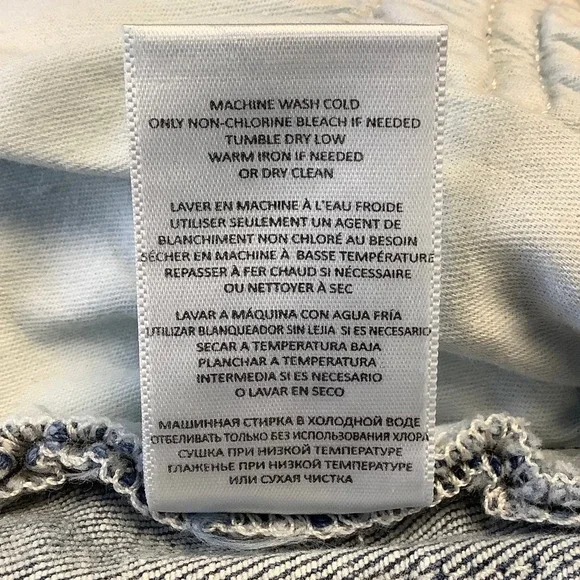 MACHINE WASH COLD
ONLY NON-CHLORINE BLEACH IF NEEDED
TUMBLE DRY LOW
WARM IRON IF NEEDED
OR DRY CLEAN
LAVER EN MACHINE À L'EAU FROIDE
UTILISER SEULEMENT UN AGENT DE
BLANCHIMENT NON CHLORÉ AU BESOIN
SÉCHER EN MACHINE À BASSE TEMPÉRATURE
REPASSER À FER CHAUD SI NÉCESSAIRE
OU NETTOYER À SEC
LAVAR A MÁQUINA CON AGUA FRÍA
UTILIZAR BLANQUEADOR SIN LEJIA SI ES NECESARIO
SECAR A TEMPERATURA BAJA
PLANCHAR A TEMPERATURA
INTERMEDIA SI ES NECESARIO
O LAVAR EN SECO
МАШИННАЯ СТИРКА В ХОЛОДНОЙ ВОДЕ
ОТБЕЛИВАТЬ ТОЛЬКО БЕЗ ИСПОЛЬЗОВАНИЯ ХЛОРА
СУШКА ПРИ НИЗКОЙ ТЕМПЕРАТУРЕ
ГЛАЖЕНЬЕ ПРИ НИЗКОЙ ТЕМПЕРАТУРЕ
ИЛИ СУХАЯ ЧИСТКА